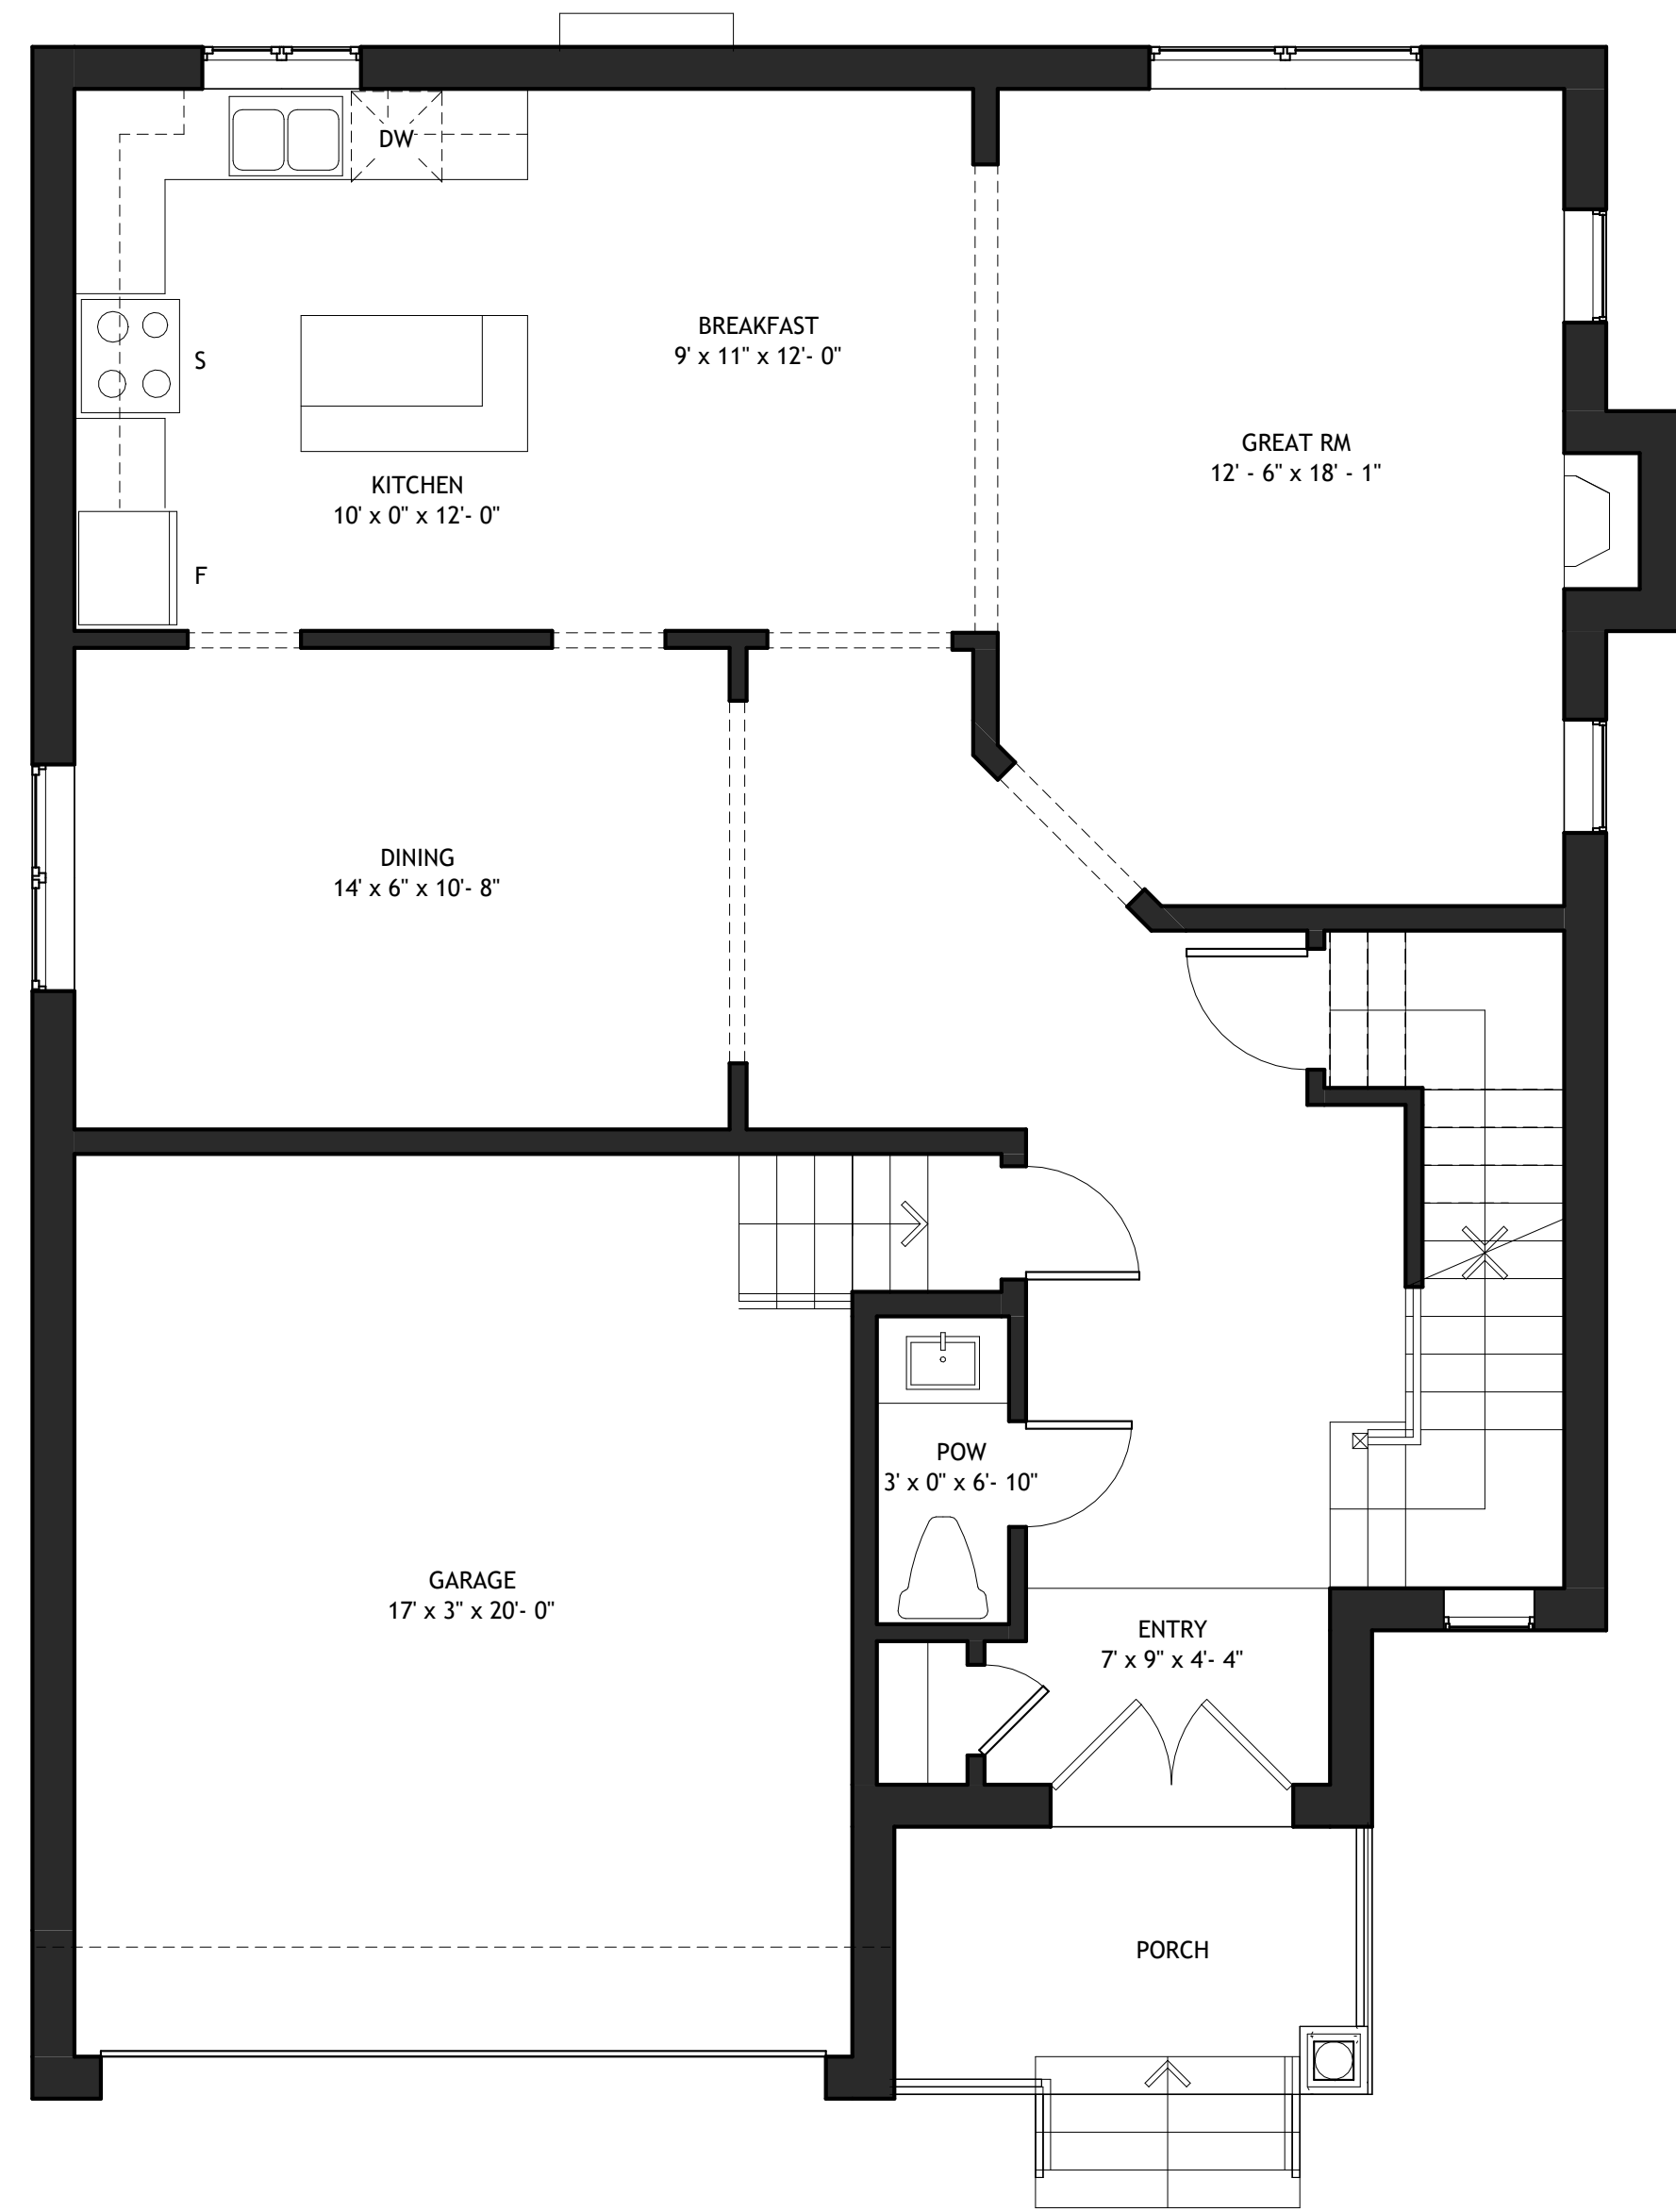 DW
BREAKFAST
9' x 11" x 12'- 0"
S
GREAT RM
12' - 6" x 18' - 1"
KITCHEN
10' x 0" x 12'- 0"
F
DINING
14' x 6" x 10'- 8"
POW
3' x 0" x 6'- 10"
GARAGE
17' x 3" x 20'- 0"
ENTRY
7' x 9" x 4'- 4"
PORCH